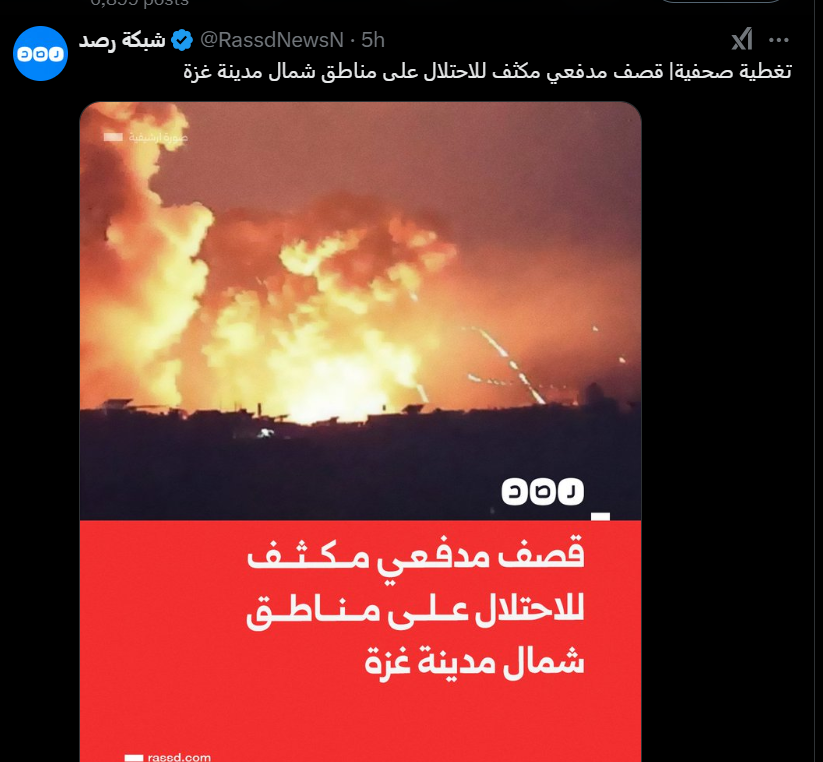 شبكة رصد @RassdNewsN · 5h
تغطية صحفية| قصف مدفعي مكثف للاحتلال على مناطق شمال مدينة غزة
صورة أرشيفية
رصد
قصف مدفعي مكثف
للاحتلال على مناطق
شمال مدينة غزة
rassd.com